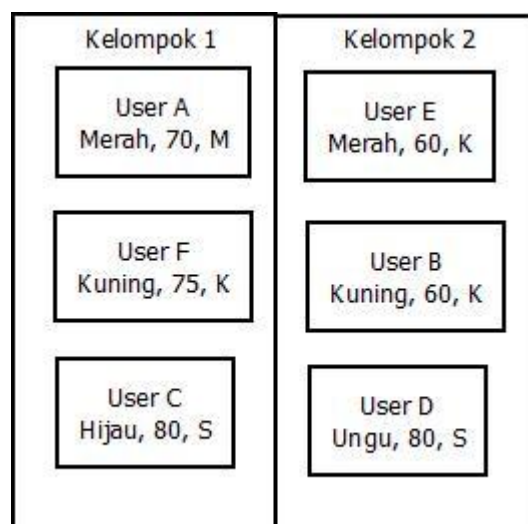 Kelompok 1
User A
Merah, 70, M
User F
Kuning, 75, K
User C
Hijau, 80, S
Kelompok 2
User E
Merah, 60, K
User B
Kuning, 60, K
User D
Ungu, 80, S